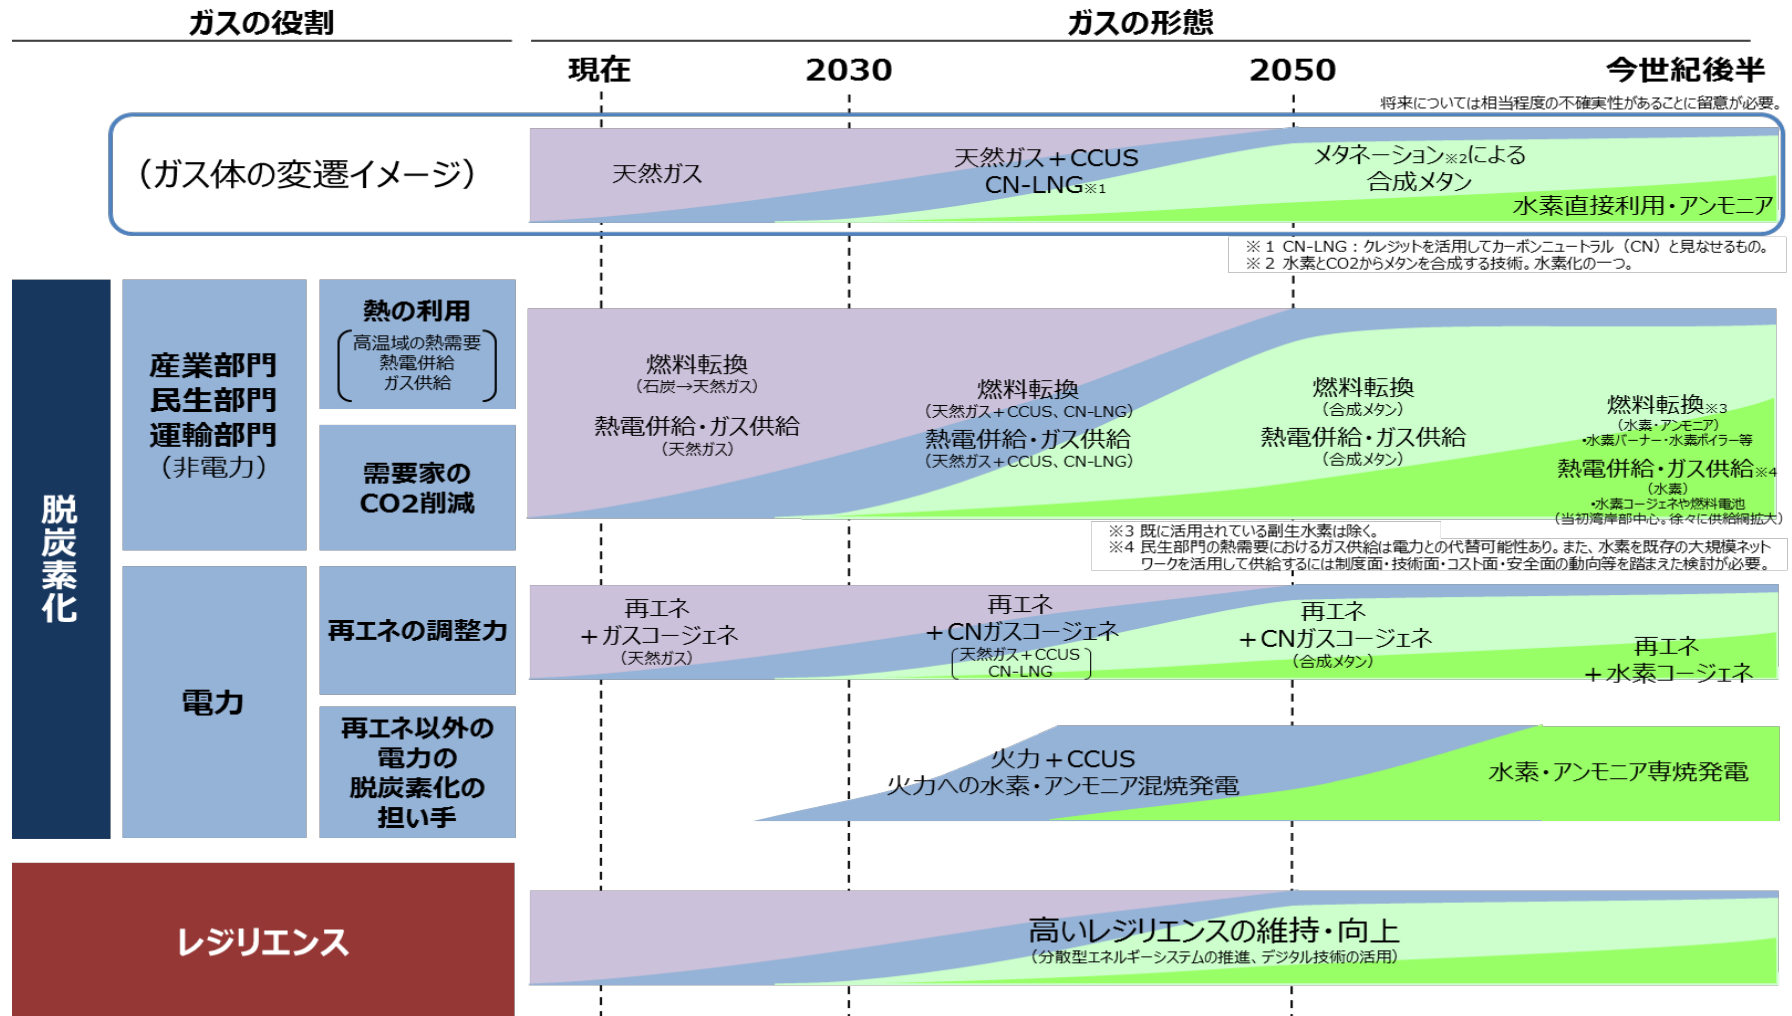 ガスの役割
ガスの形態
現在
2030
2050
今世紀後半
将来については相当程度の不確実性があることに留意が必要。
（ガス体の変遷イメージ）
天然ガス
天然ガス＋CCUS
CN-LNG※1
メタネーション※2による
合成メタン
水素直接利用・アンモニア
※１ CN-LNG：クレジットを活用してカーボンニュートラル（CN）と見なせるもの。
※２ 水素とCO2からメタンを合成する技術。水素化の一つ。
脱炭素化
産業部門
民生部門
運輸部門
（非電力）
熱の利用
高温域の熱需要
熱電併給
ガス供給
需要家の
CO2削減
燃料転換
（石炭→天然ガス）
熱電併給・ガス供給
（天然ガス）
燃料転換
（天然ガス＋CCUS、CN-LNG）
熱電併給・ガス供給
（天然ガス＋CCUS、CN-LNG）
燃料転換
（合成メタン）
熱電併給・ガス供給
（合成メタン）
燃料転換※3
（水素・アンモニア）
・水素バーナー・水素ボイラー等
熱電併給・ガス供給※4
（水素）
・水素コージェネや燃料電池
（当初湾岸部中心。徐々に供給網拡大）
※3 既に活用されている副生水素は除く。
※4 民生部門の熱需要におけるガス供給は電力との代替可能性あり。また、水素を既存の大規模ネット
ワークを活用して供給するには制度面・技術面・コスト面・安全面の動向等を踏まえた検討が必要。
電力
再エネの調整力
再エネ
＋ガスコージェネ
（天然ガス）
再エネ
＋CNガスコージェネ
天然ガス＋CCUS
CN-LNG
再エネ
＋CNガスコージェネ
（合成メタン）
再エネ
＋水素コージェネ
再エネ以外の
電力の
脱炭素化の
担い手
火力＋CCUS
火力への水素・アンモニア混焼発電
水素・アンモニア専焼発電
レジリエンス
高いレジリエンスの維持・向上
（分散型エネルギーシステムの推進、デジタル技術の活用）